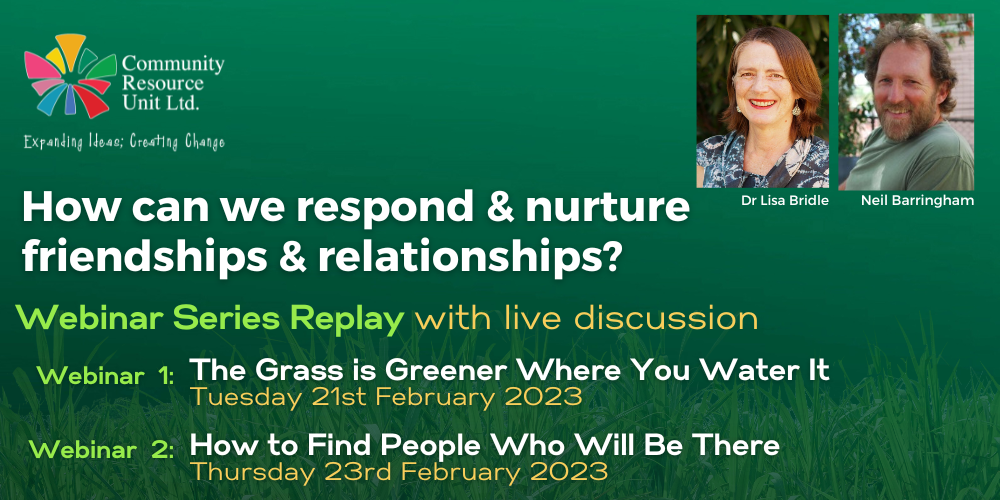 Community
Resource
Unit Ltd.
Expanding Ideas; Creating Change
Dr Lisa Bridle
Neil Barringham
How can we respond & nurture
friendships & relationships?
Webinar Series Replay with live discussion
Webinar 1: The Grass is Greener Where You Water It
Tuesday 21st February 2023
Webinar 2: How to Find People Who Will Be There
Thursday 23rd February 2023